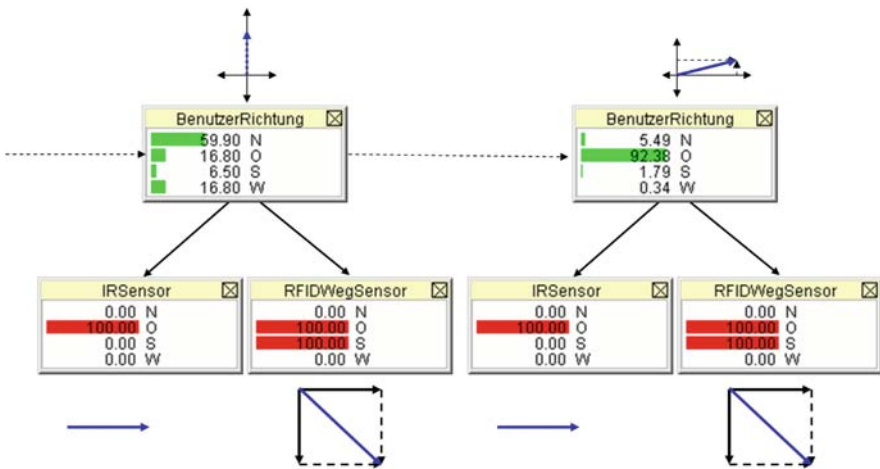 BenutzerRichtung
59.90 N
16.80 O
6.50 S
16.80 W
BenutzerRichtung
5.49 N
92.38 O
1.79 S
0.34 W
IRSensor
0.00 N
100.00 O
0.00 S
0.00 W
RFIDWegSensor
0.00 N
100.00 O
100.00 S
0.00 W
IRSensor
0.00 N
100.00 O
0.00 S
0.00 W
RFIDWegSensor
0.00 N
100.00 O
100.00 S
0.00 W